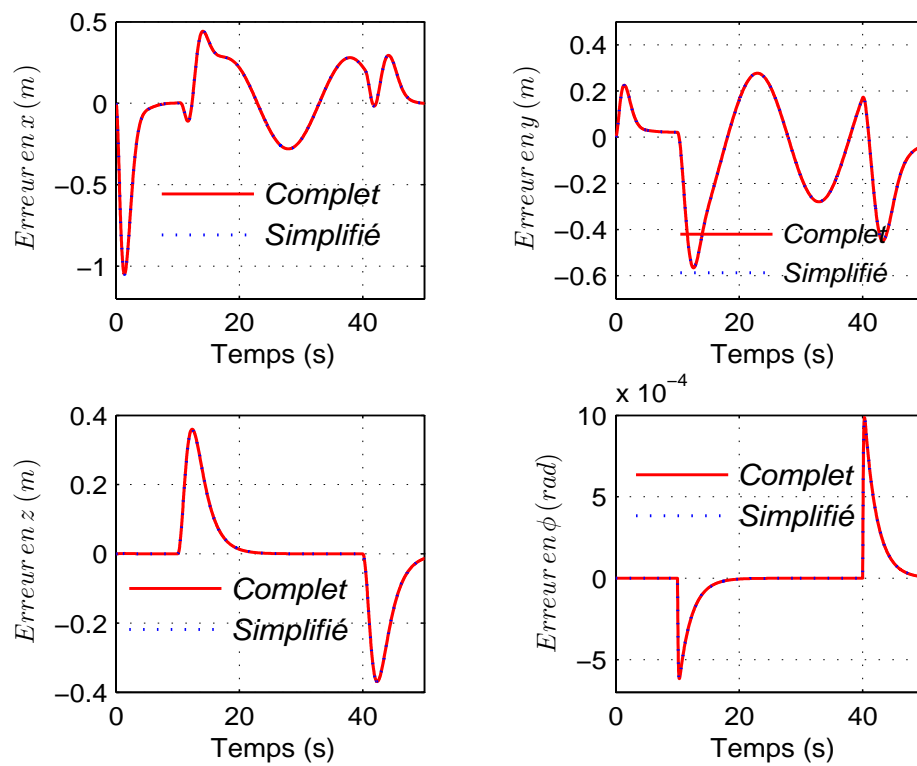 0.5
0
−0.5
−1
Erreur en x (m)
Complet
Simplifié
0 20 40
Temps (s)
0.4
0.2
0
−0.2
−0.4
−0.6
Erreur en y (m)
Complet
Simplifié
0 20 40
Temps (s)
0.4
0.2
0
−0.2
−0.4
Erreur en z (m)
Complet
Simplifié
0 20 40
Temps (s)
x 10⁻⁴
10
5
0
−5
Erreur en ϕ (rad)
Complet
Simplifié
0 20 40
Temps (s)